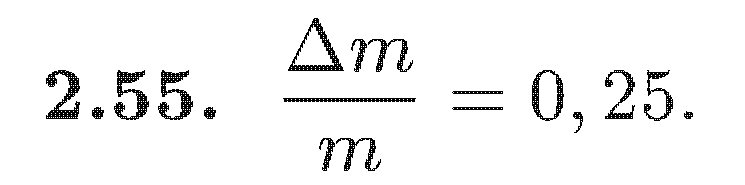 2.55. Δm/m = 0, 25.